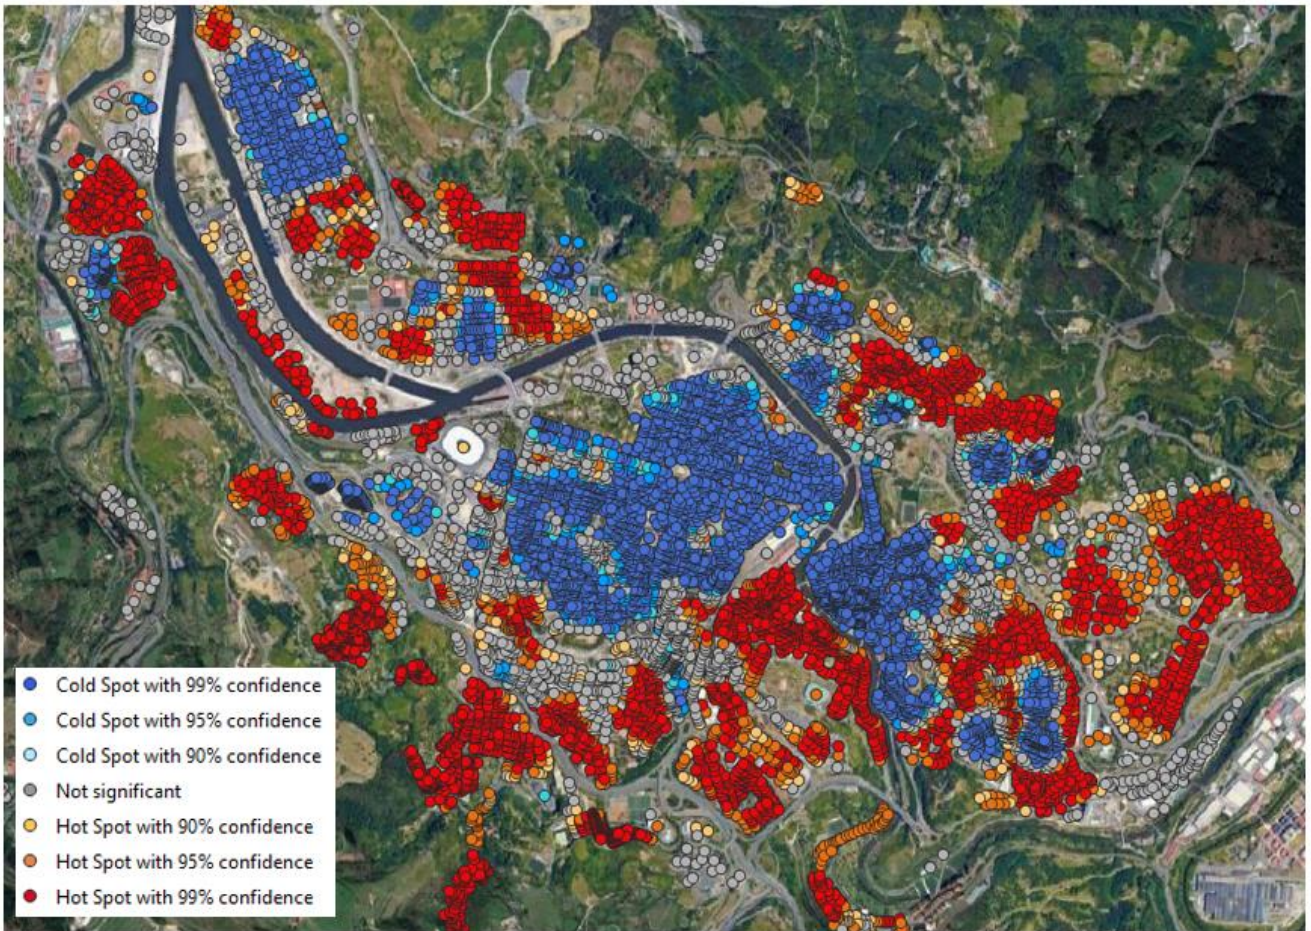 Cold Spot with 99% confidence
Cold Spot with 95% confidence
Cold Spot with 90% confidence
Not significant
Hot Spot with 90% confidence
Hot Spot with 95% confidence
Hot Spot with 99% confidence